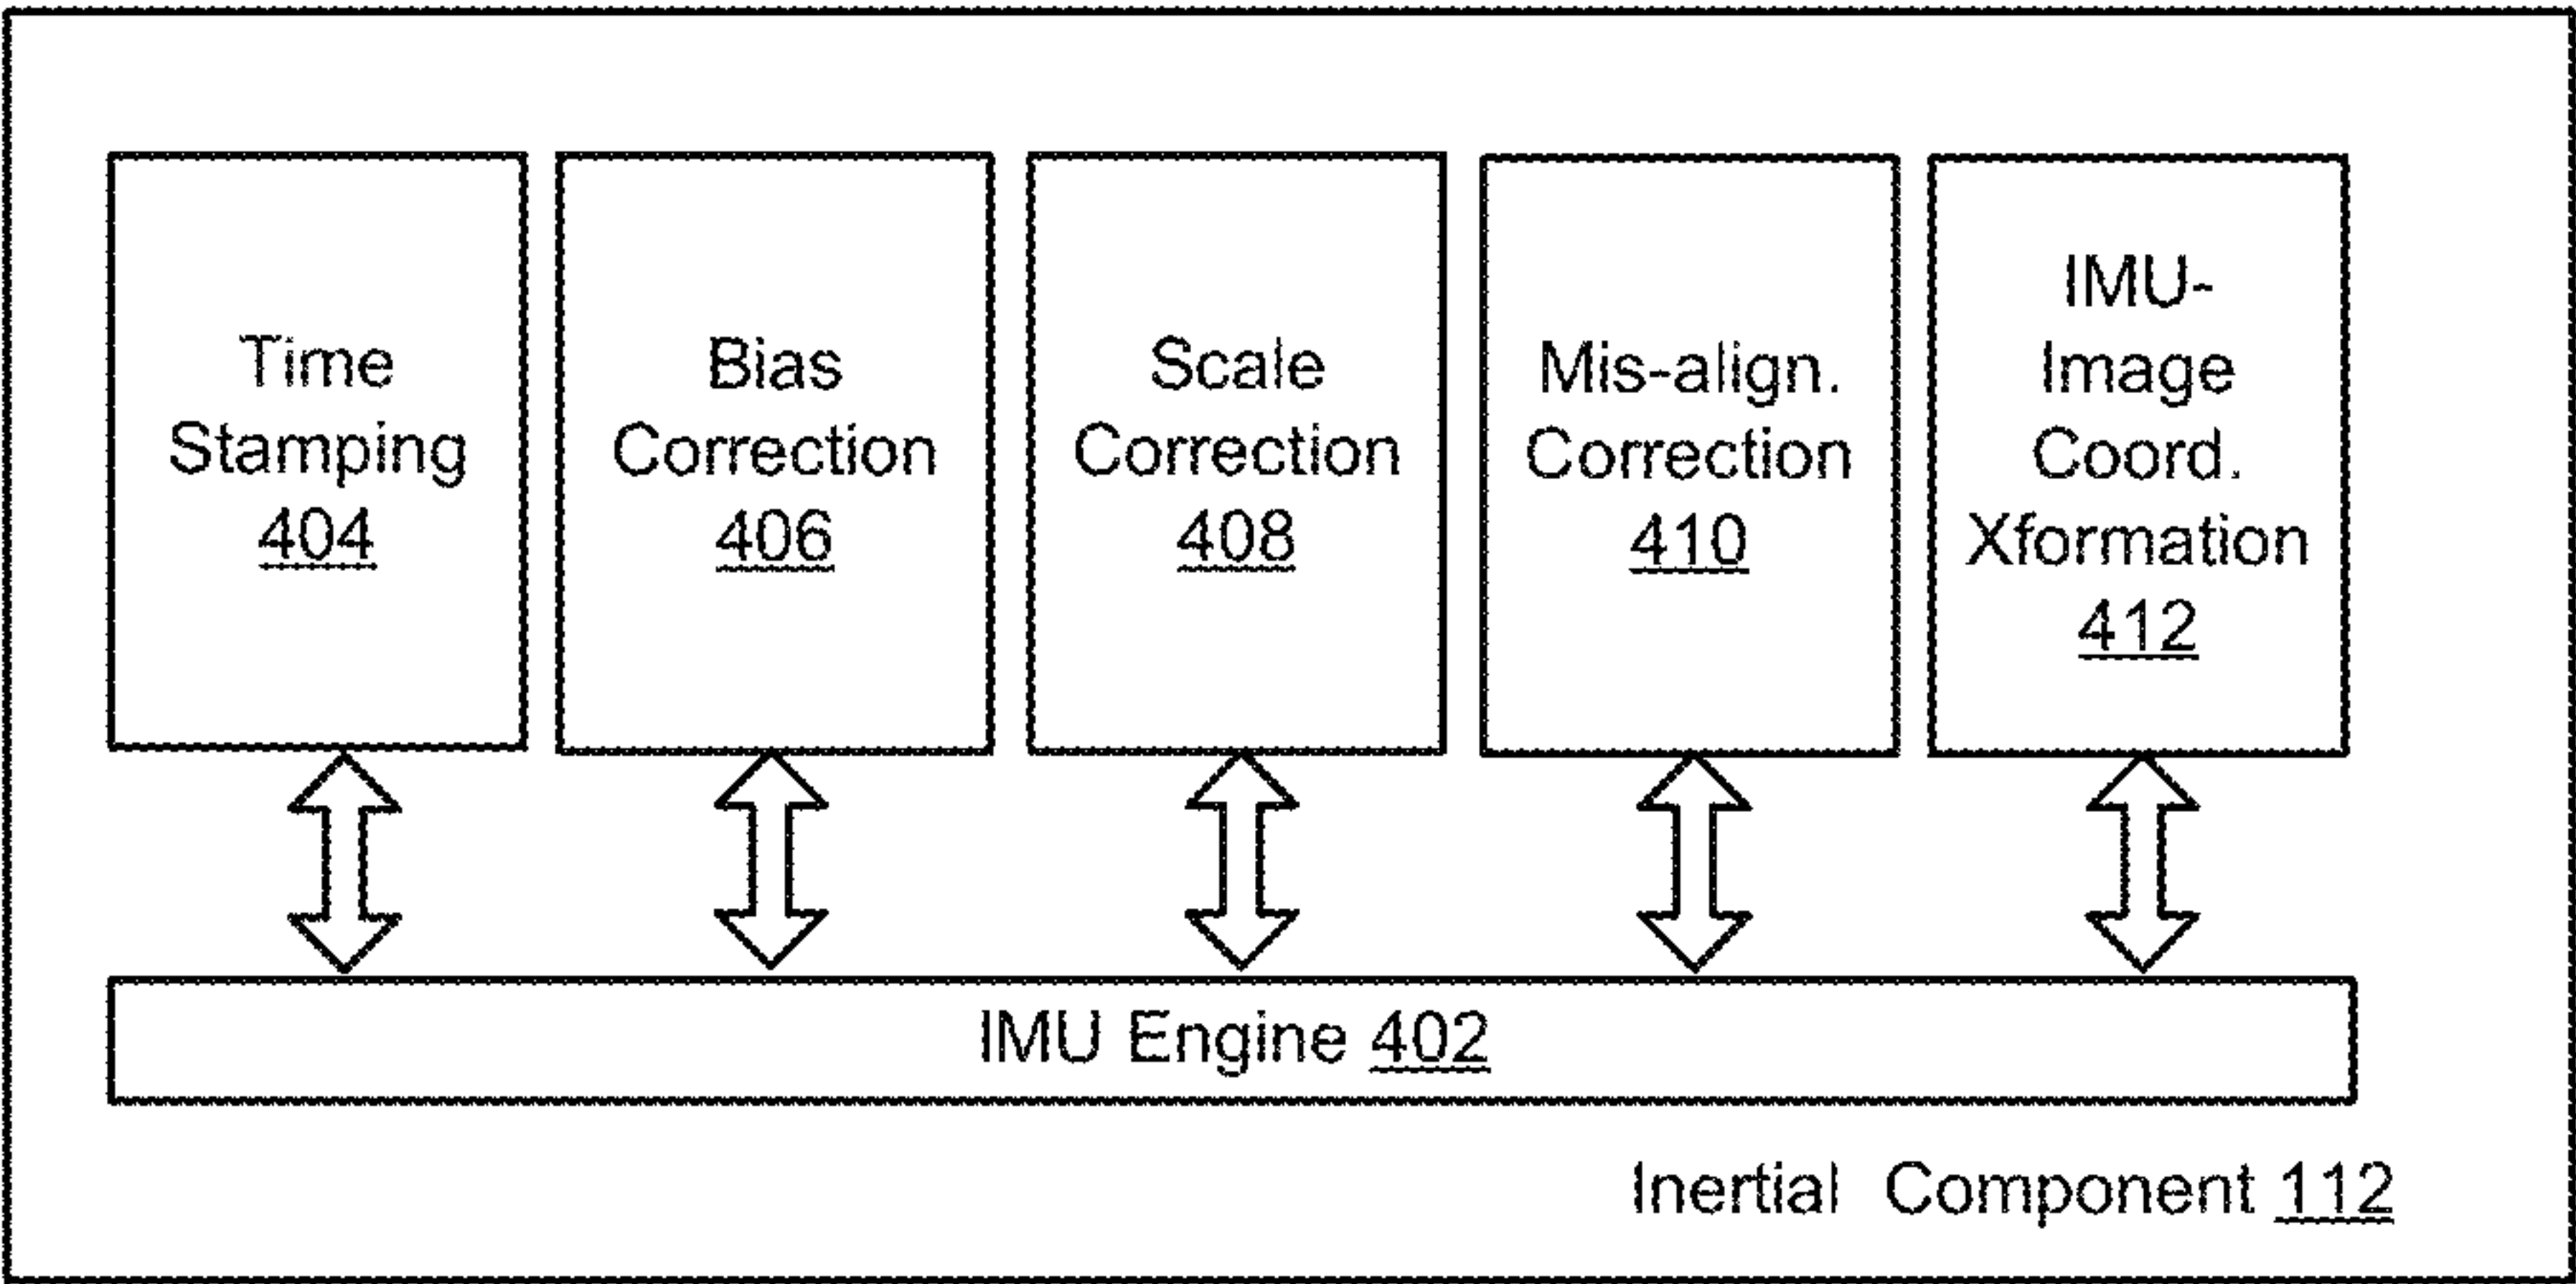 Time
Stamping
404
Bias
Correction
406
Scale
Correction
408
Mis-align.
Correction
410
IMU-
Image
Coord.
Xformation
412
IMU Engine 402
Inertial Component 112